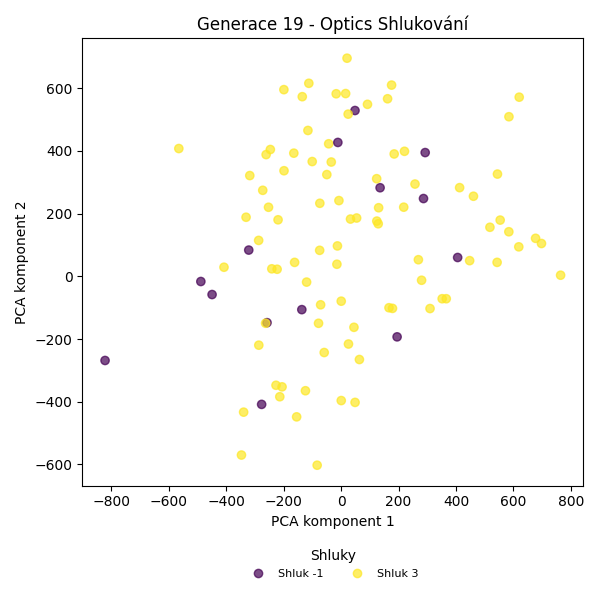 Generace 19 - Optics Shlukování
PCA komponent 2
600
400
200
0
−200
−400
−600
−800 −600 −400 −200 0 200 400 600 800
PCA komponent 1
Shluky
Shluk -1 Shluk 3